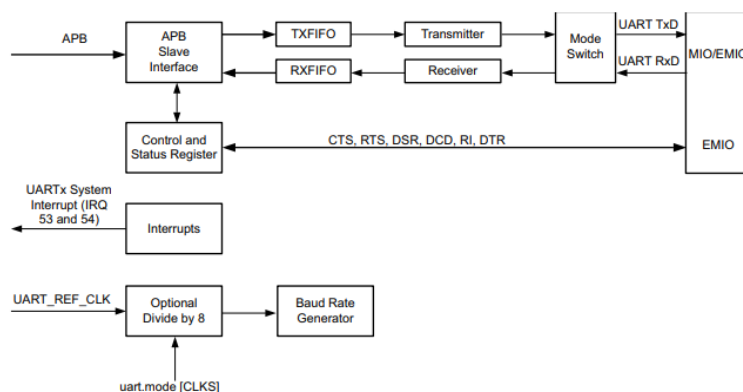 APB
APB
Slave
Interface
TXFIFO
Transmitter
Mode
Switch
UART TxD
MIO/EMIO
RXFIFO
Receiver
UART RxD
Control and
Status Register
CTS, RTS, DSR, DCD, RI, DTR
EMIO
UARTx System
Interrupt (IRQ
53 and 54)
Interrupts
UART_REF_CLK
Optional
Divide by 8
Baud Rate
Generator
uart.mode [CLKS]